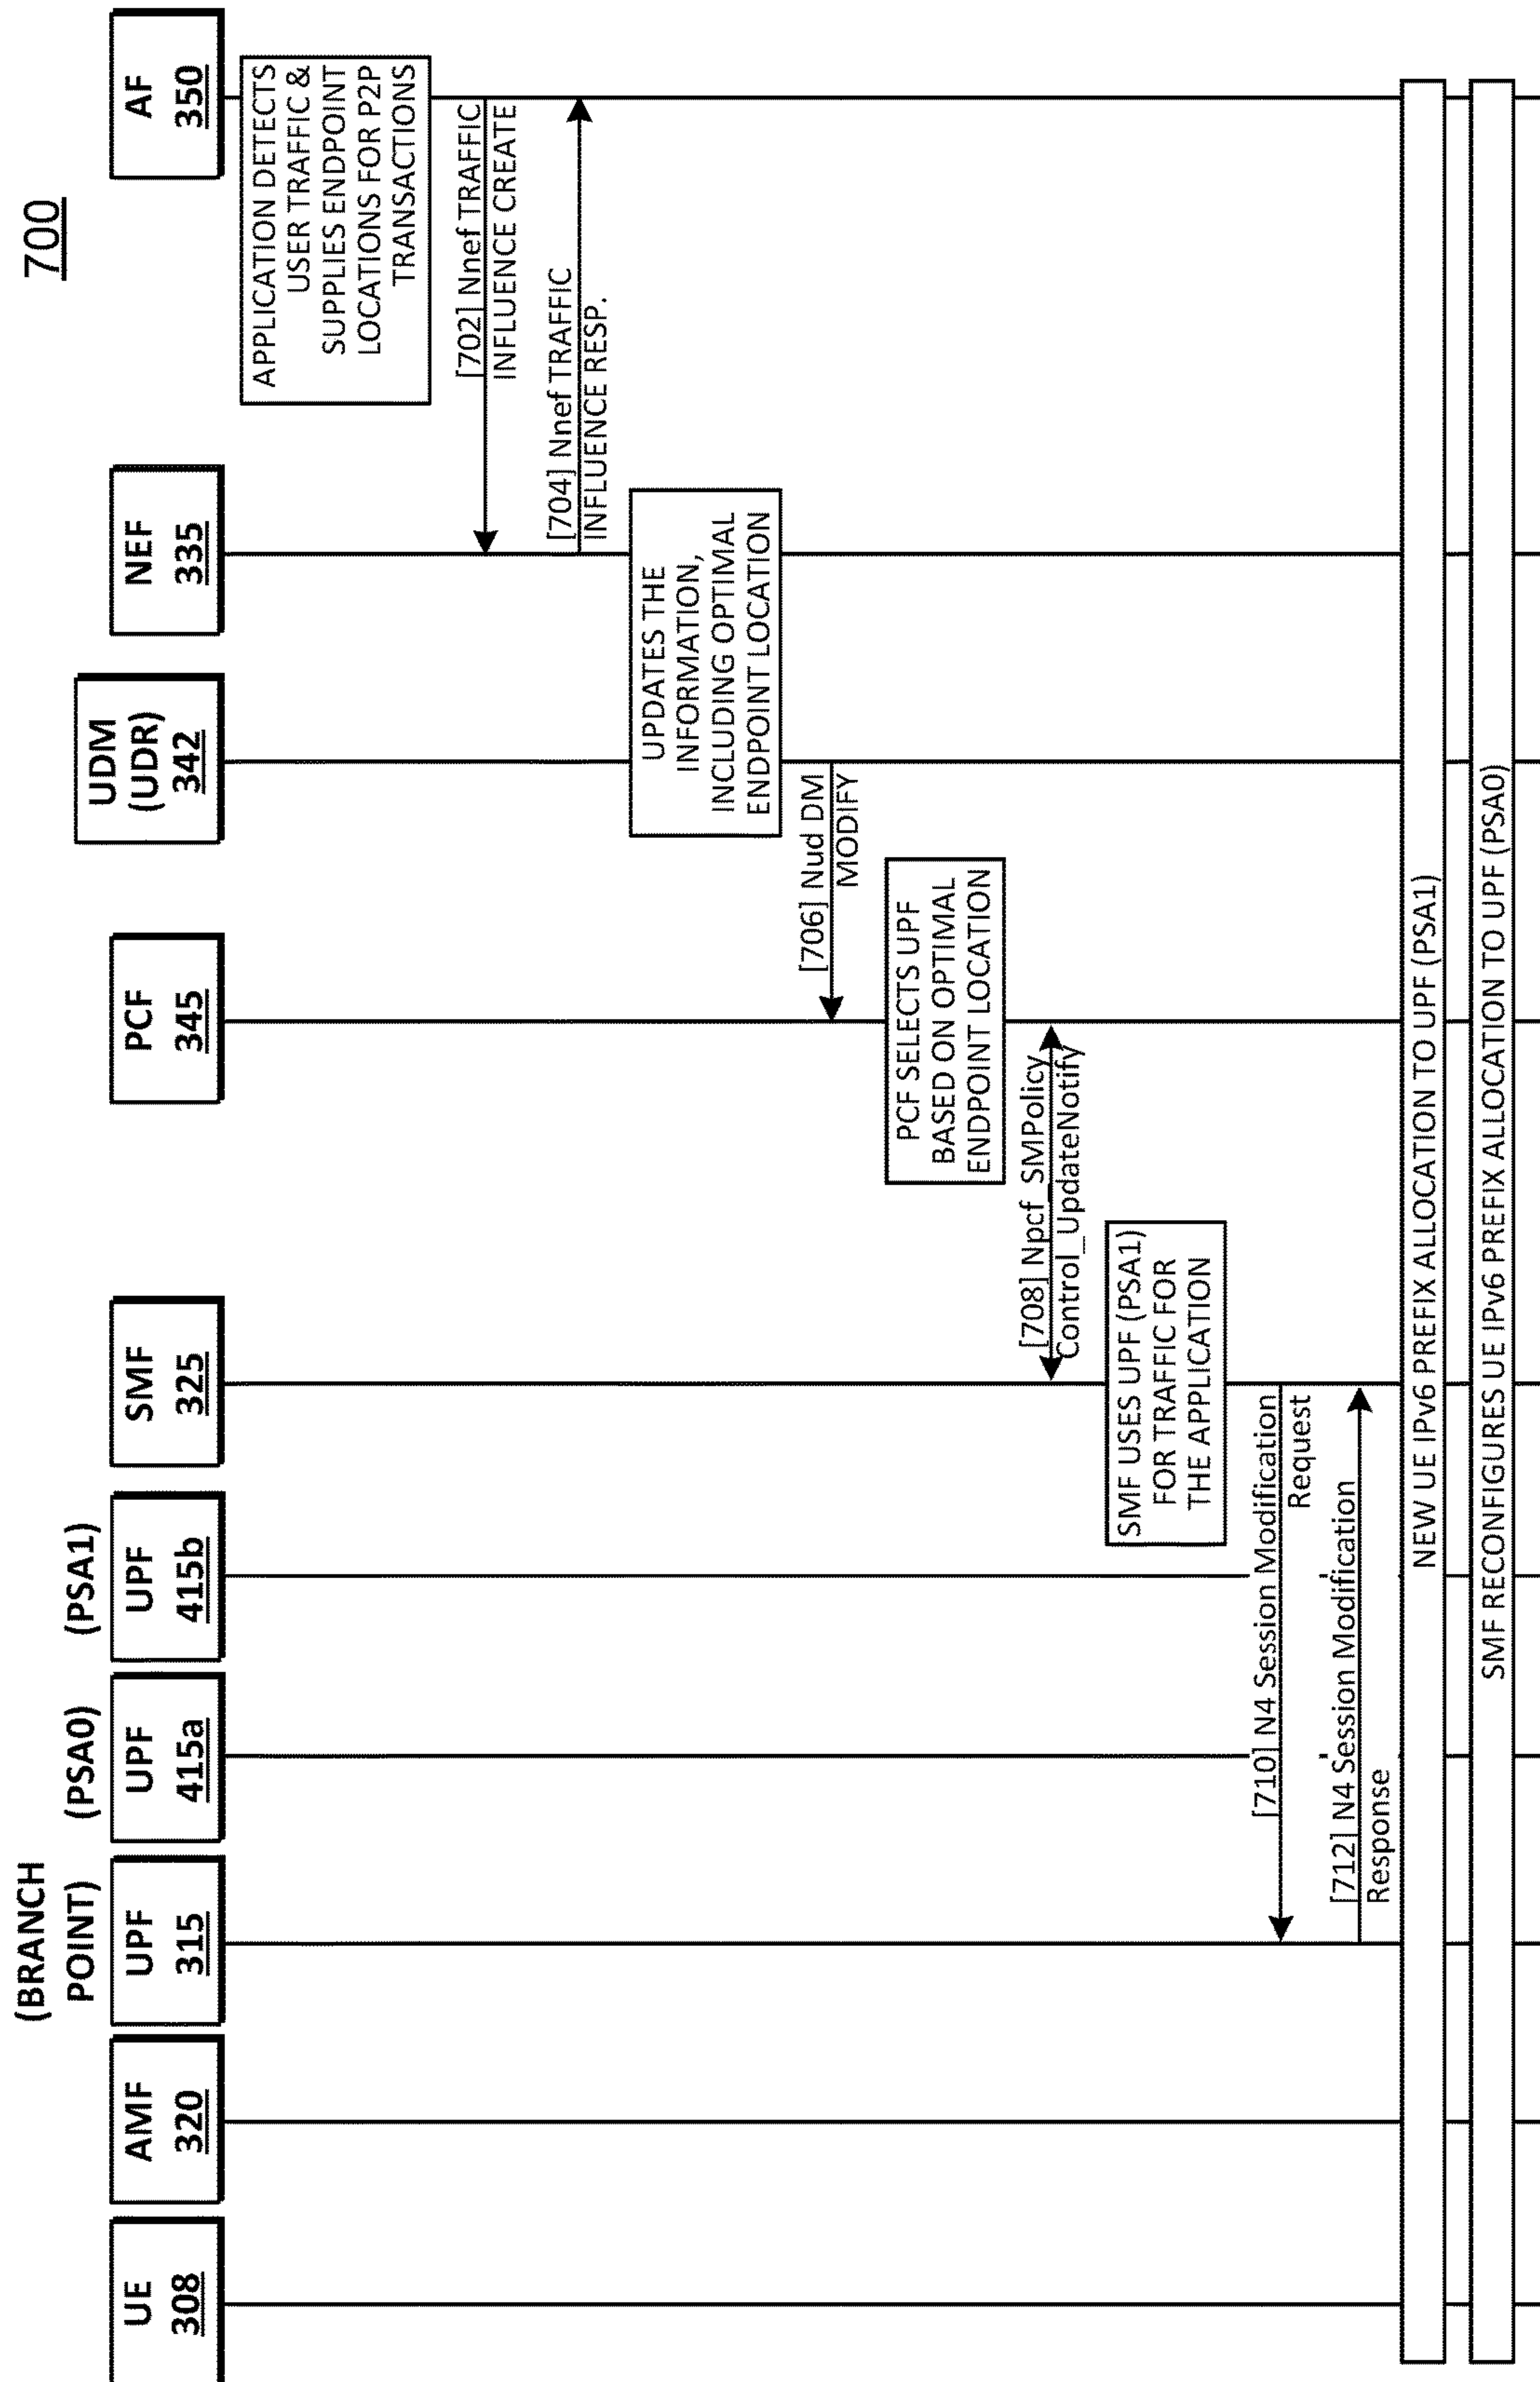 700
UE
308
AMF
320
(BRANCH
POINT)
UPF
315
(PSA0)
UPF
415a
(PSA1)
UPF
415b
SMF
325
PCF
345
UDM
(UDR)
342
NEF
335
AF
350
APPLICATION DETECTS
USER TRAFFIC &
SUPPLIES ENDPOINT
LOCATIONS FOR P2P
TRANSACTIONS
[702] Nnef TRAFFIC
INFLUENCE CREATE
[704] Nnef TRAFFIC
INFLUENCE RESP.
UPDATES THE
INFORMATION,
INCLUDING OPTIMAL
ENDPOINT LOCATION
[706] Nud DM
MODIFY
PCF SELECTS UPF
BASED ON OPTIMAL
ENDPOINT LOCATION
[708] Npcf_SMPolicy
Control_UpdateNotify
SMF USES UPF (PSA1)
FOR TRAFFIC FOR
THE APPLICATION
[710] N4 Session Modification
Request
[712] N4 Session Modification
Response
NEW UE IPv6 PREFIX ALLOCATION TO UPF (PSA1)
SMF RECONFIGURES UE IPv6 PREFIX ALLOCATION TO UPF (PSA0)